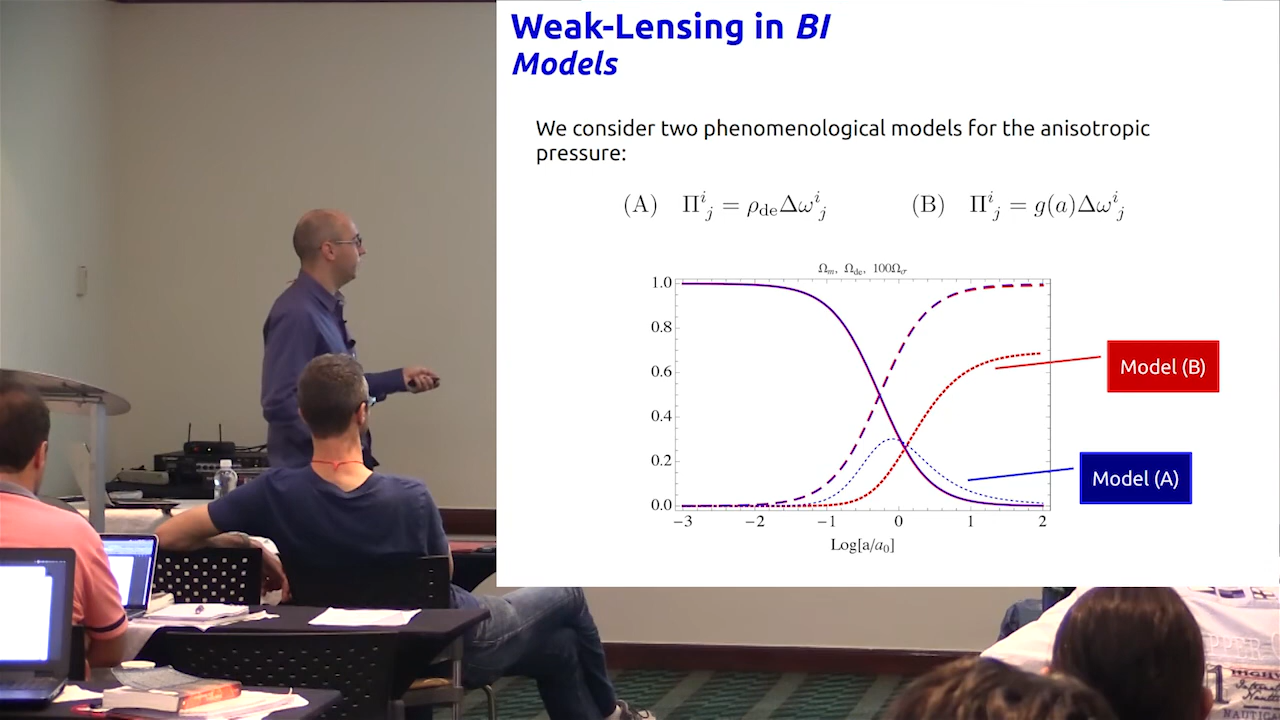 Weak-Lensing in BI
Models
We consider two phenomenological models for the anisotropic
pressure:
(A) Π^i_j = ρ_de Δω^i_j (B) Π^i_j = g(a)Δω^i_j
Ω_m, Ω_de, 100Ω_σ
1.0
0.8
0.6
0.4
0.2
0.0
−3 −2 −1 0 1 2
Log[a/a_0]
Model (B)
Model (A)